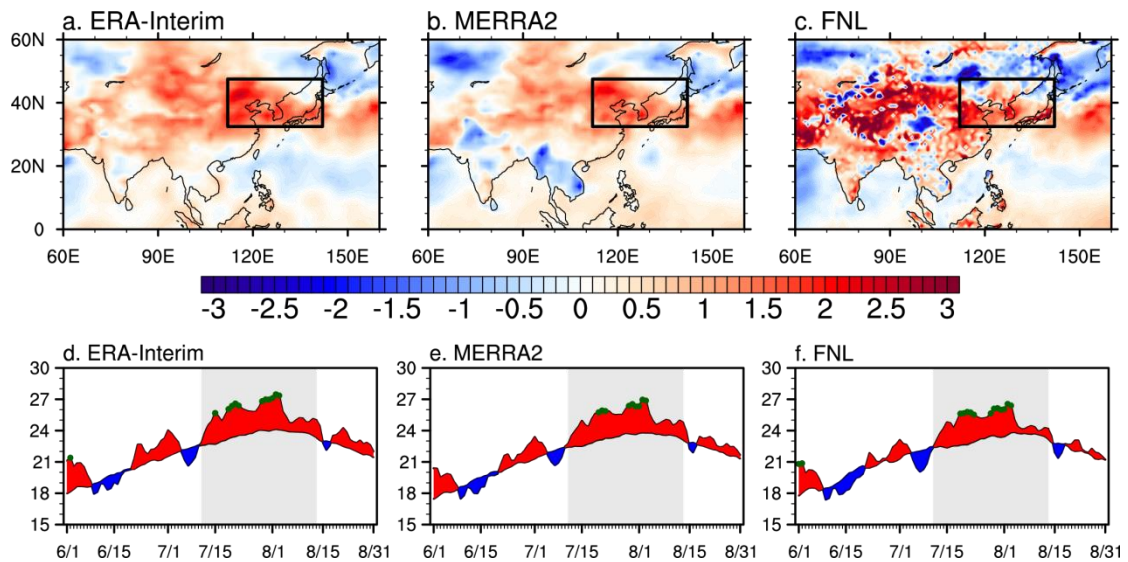 a. ERA-Interim b. MERRA2 c. FNL
60N
40N
20N
0
60E 90E 120E 150E 60E 90E 120E 150E 60E 90E 120E 150E
-3 -2.5 -2 -1.5 -1 -0.5 0 0.5 1 1.5 2 2.5 3
d. ERA-Interim e. MERRA2 f. FNL
30 30 30
27 27 27
24 24 24
21 21 21
18 18 18
15 15 15
6/1 6/15 7/1 7/15 8/1 8/15 8/31 6/1 6/15 7/1 7/15 8/1 8/15 8/31 6/1 6/15 7/1 7/15 8/1 8/15 8/31